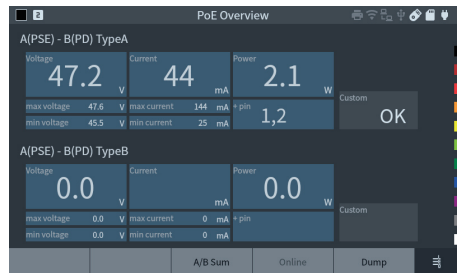 2 PoE Overview
A(PSE) - B(PD) TypeA
Voltage Current Power
47.2 V 44 mA 2.1 W
Custom
max voltage 47.6 V max current 144 mA + pin
OK
min voltage 45.5 V min current 25 mA 1,2
A(PSE) - B(PD) TypeB
Voltage Current Power
0.0 V mA 0.0 W
Custom
max voltage 0.0 V max current 0 mA + pin
min voltage 0.0 V min current 0 mA
A/B Sum Online Dump